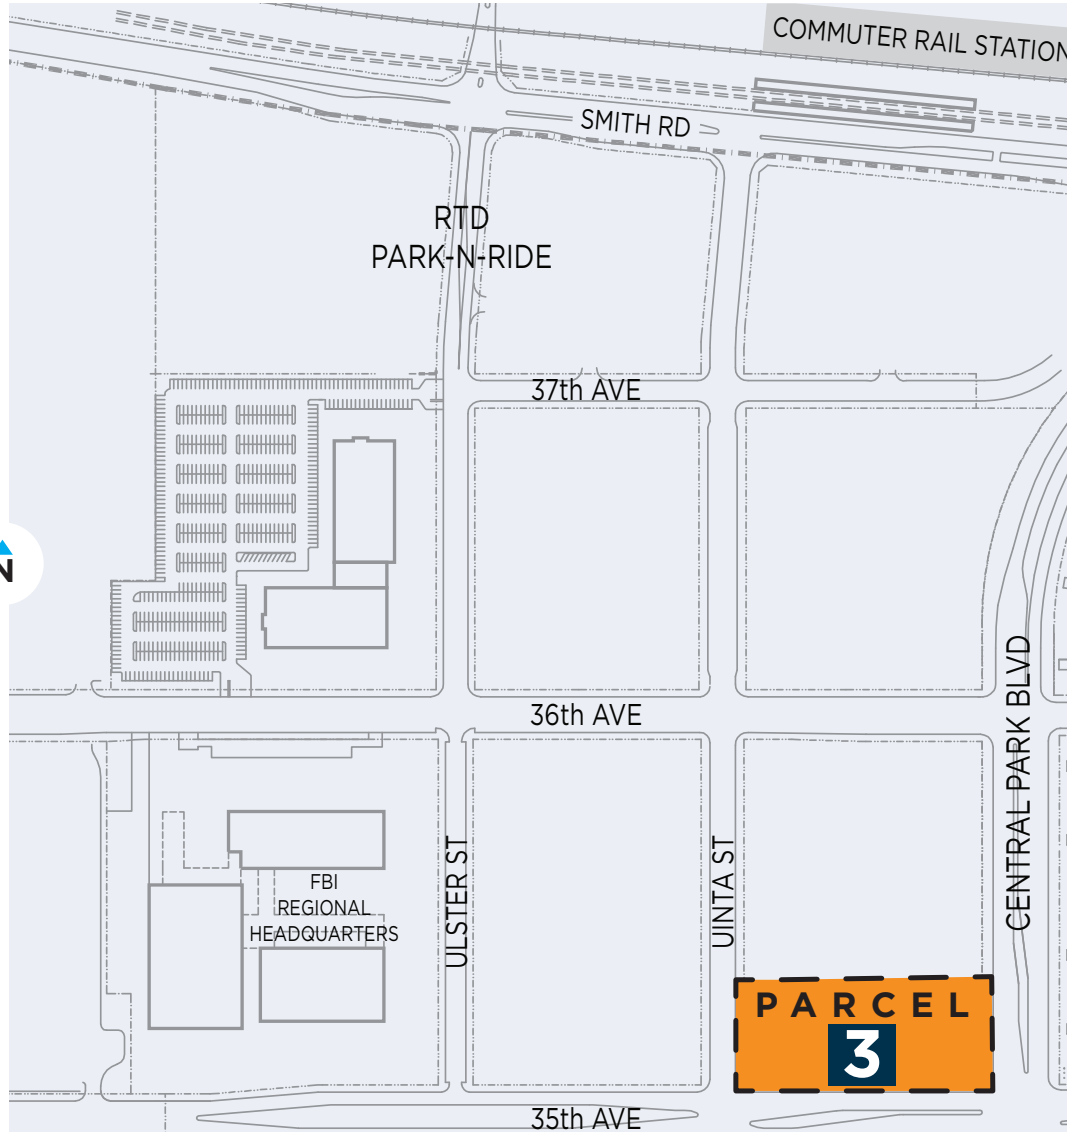 COMMUTER RAIL STATION
SMITH RD
RTD
PARK-N-RIDE
37th AVE
N
36th AVE
CENTRAL PARK BLVD
ULSTER ST
UINTA ST
FBI
REGIONAL
HEADQUARTERS
PARCEL
3
35th AVE